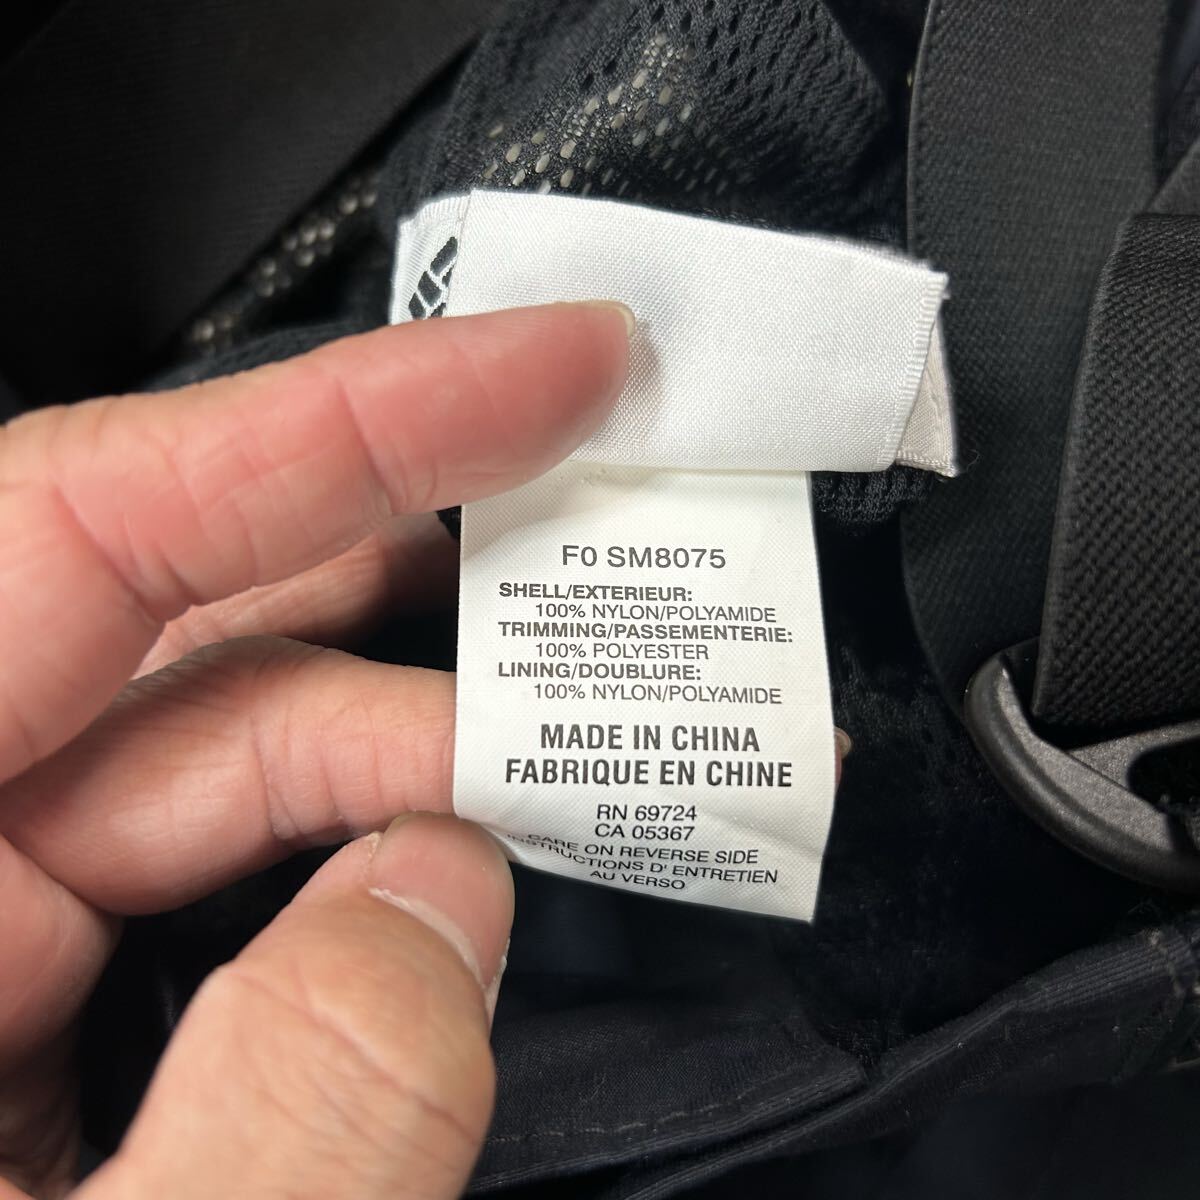 F0 SM8075
SHELL/EXTERIEUR:
100% NYLON/POLYAMIDE
TRIMMING/PASSEMENTERIE:
100% POLYESTER
LINING/DOUBLURE:
100% NYLON/POLYAMIDE
MADE IN CHINA
FABRIQUE EN CHINE
RN 69724
CA 05367
CARE ON REVERSE SIDE
INSTRUCTIONS D' ENTRETIEN
AU VERSO